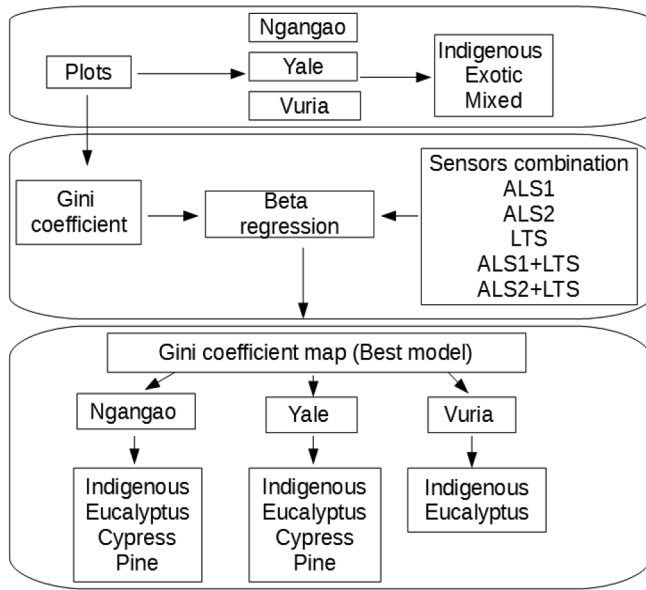 Plots
Ngangao
Yale
Vuria
Indigenous
Exotic
Mixed
Gini
coefficient
Beta
regression
Sensors combination
ALS1
ALS2
LTS
ALS1+LTS
ALS2+LTS
Gini coefficient map (Best model)
Ngangao
Yale
Vuria
Indigenous
Eucalyptus
Cypress
Pine
Indigenous
Eucalyptus
Cypress
Pine
Indigenous
Eucalyptus